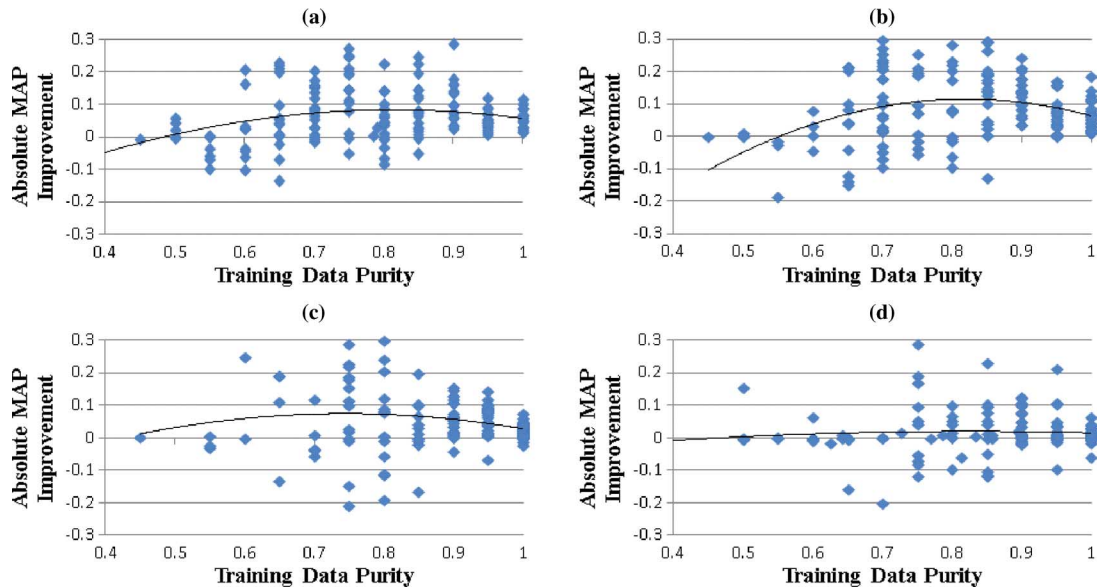 (a)
0.3
0.2
0.1
0
-0.1
-0.2
-0.3
Absolute MAP
Improvement
0.4 0.5 0.6 0.7 0.8 0.9 1
Training Data Purity
(b)
0.3
0.2
0.1
0
-0.1
-0.2
-0.3
Absolute MAP
Improvement
0.4 0.5 0.6 0.7 0.8 0.9 1
Training Data Purity
(c)
0.3
0.2
0.1
0
-0.1
-0.2
-0.3
Absolute MAP
Improvement
0.4 0.5 0.6 0.7 0.8 0.9 1
Training Data Purity
(d)
0.3
0.2
0.1
0
-0.1
-0.2
-0.3
Absolute MAP
Improvement
0.4 0.5 0.6 0.7 0.8 0.9 1
Training Data Purity